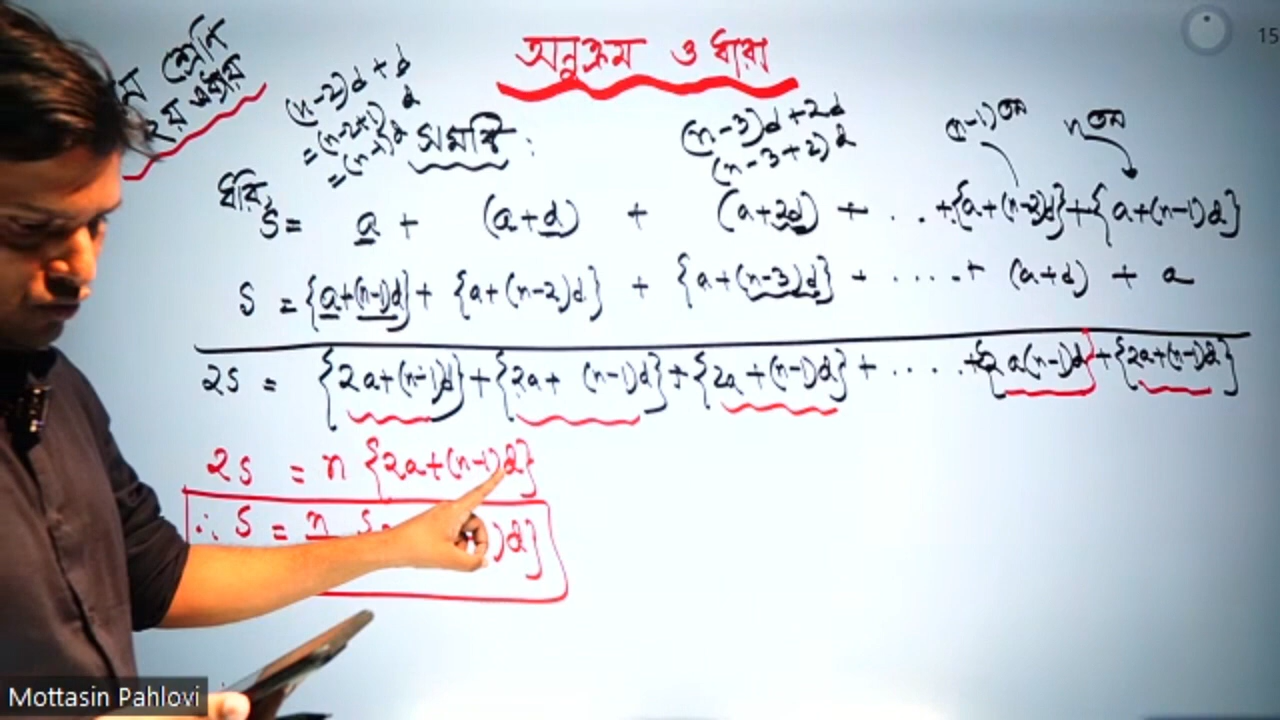 অনুক্রম ও ধারা
15
শ্রেণি
২য় অধ্যায়
(n-2)d+d
= (n-2+1)d
= (n-1)d
সমষ্টি :
(n-3)d+2d
(n-3+2)d
(n-1)তম
nতম
ধরি,
S = a + (a+d) + (a+2d) + ... +{a+(n-2)d}+{a+(n-1)d}
S = {a+(n-1)d}+ {a+(n-2)d} + {a+(n-3)d} + ....+ (a+d) + a
2S = {2a+(n-1)d}+{2a+ (n-1)d}+{2a+(n-1)d}+ .... +{2a(n-1)d}+{2a+(n-1)d}
2S = n {2a+(n-1)d}
∴ S = n )d}
Mottasin Pahlovi